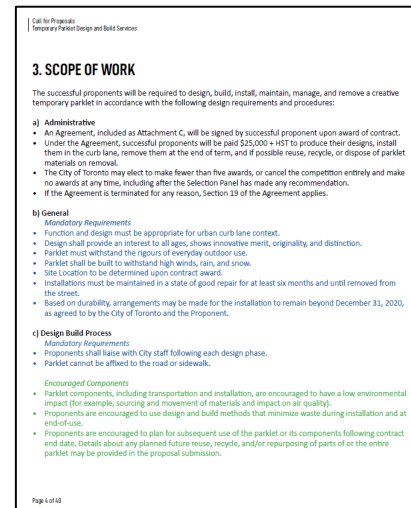 Call for Proposals
Temporary Parklet Design and Build Services
3. SCOPE OF WORK
The successful proponents will be required to design, build, install, maintain, manage, and remove a creative
temporary parklet in accordance with the following design requirements and procedures:
a) Administrative
• An Agreement, included as Attachment C, will be signed by successful proponent upon award of contract.
• Under the Agreement, successful proponents will be paid $25,000 + HST to produce their designs, install
them in the curb lane, remove them at the end of term, and if possible reuse, recycle, or dispose of parklet
materials on removal.
• The City of Toronto may elect to make fewer than five awards, or cancel the competition entirely and make
no awards at any time, including after the Selection Panel has made any recommendation.
• If the Agreement is terminated for any reason, Section 19 of the Agreement applies.
b) General
Mandatory Requirements
• Function and design must be appropriate for urban curb lane context.
• Design shall provide an interest to all ages, shows innovative merit, originality, and distinction.
• Parklet must withstand the rigours of everyday outdoor use.
• Parklet shall be built to withstand high winds, rain, and snow.
• Site Location to be determined upon contract award.
• Installations must be maintained in a state of good repair for at least six months and until removed from
the street.
• Based on durability, arrangements may be made for the installation to remain beyond December 31, 2020,
as agreed to by the City of Toronto and the Proponent.
c) Design Build Process
Mandatory Requirements
• Proponents shall liaise with City staff following each design phase.
• Parklet cannot be affixed to the road or sidewalk.
Encouraged Components
• Parklet components, including transportation and installation, are encouraged to have a low environmental
impact (for example, sourcing and movement of materials and impact on air quality).
• Proponents are encouraged to use design and build methods that minimize waste during installation and at
end-of-use.
• Proponents are encouraged to plan for subsequent use of the parklet or its components following contract
end date. Details about any planned future reuse, recycle, and/or repurposing of parts of or the entire
parklet may be provided in the proposal submission.
Page 4 of 40